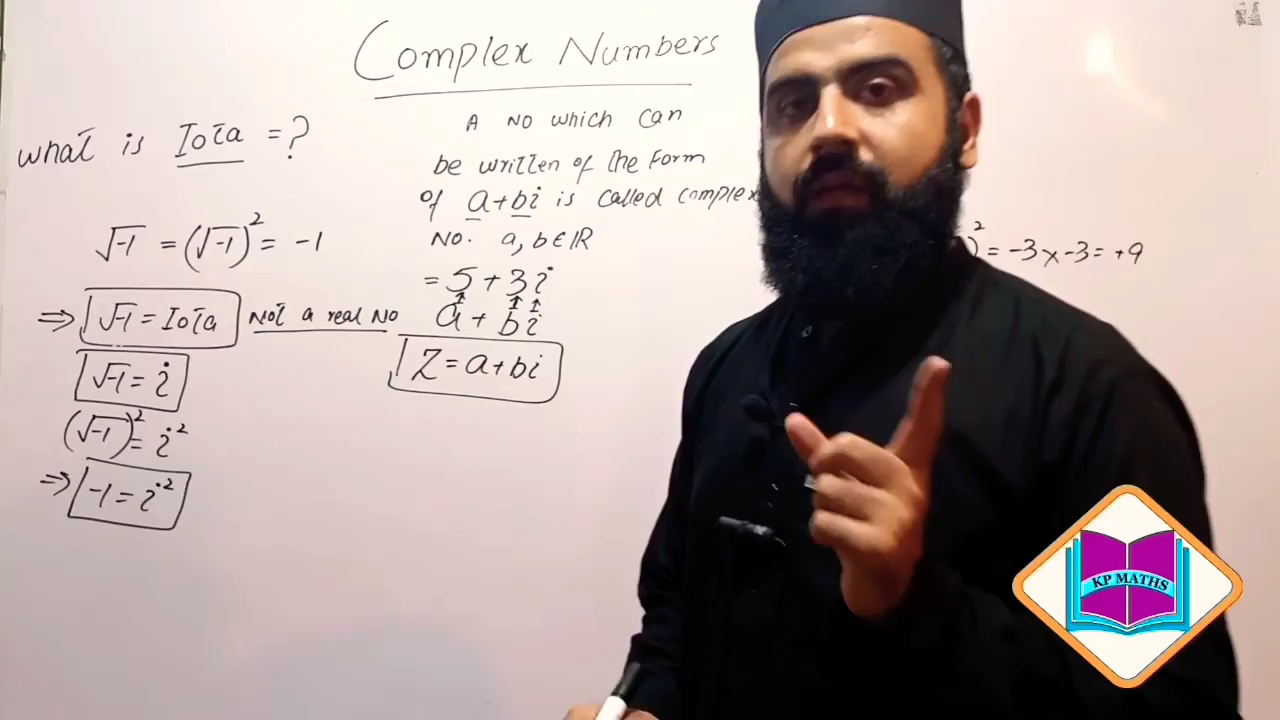 Complex Numbers
what is Iota = ?
√-1 = (√-1)² = -1
⇒ √-1 = Iota Not a real No
√-1 = i
(√-1)² = i²
⇒ -1 = i²
A NO which can
be written of the Form
of a+bi is called complex
No. a, b ∈ IR
= 5 + 3i
a + bi
Z = a+bi
)² = -3 x -3 = +9
KP MATHS